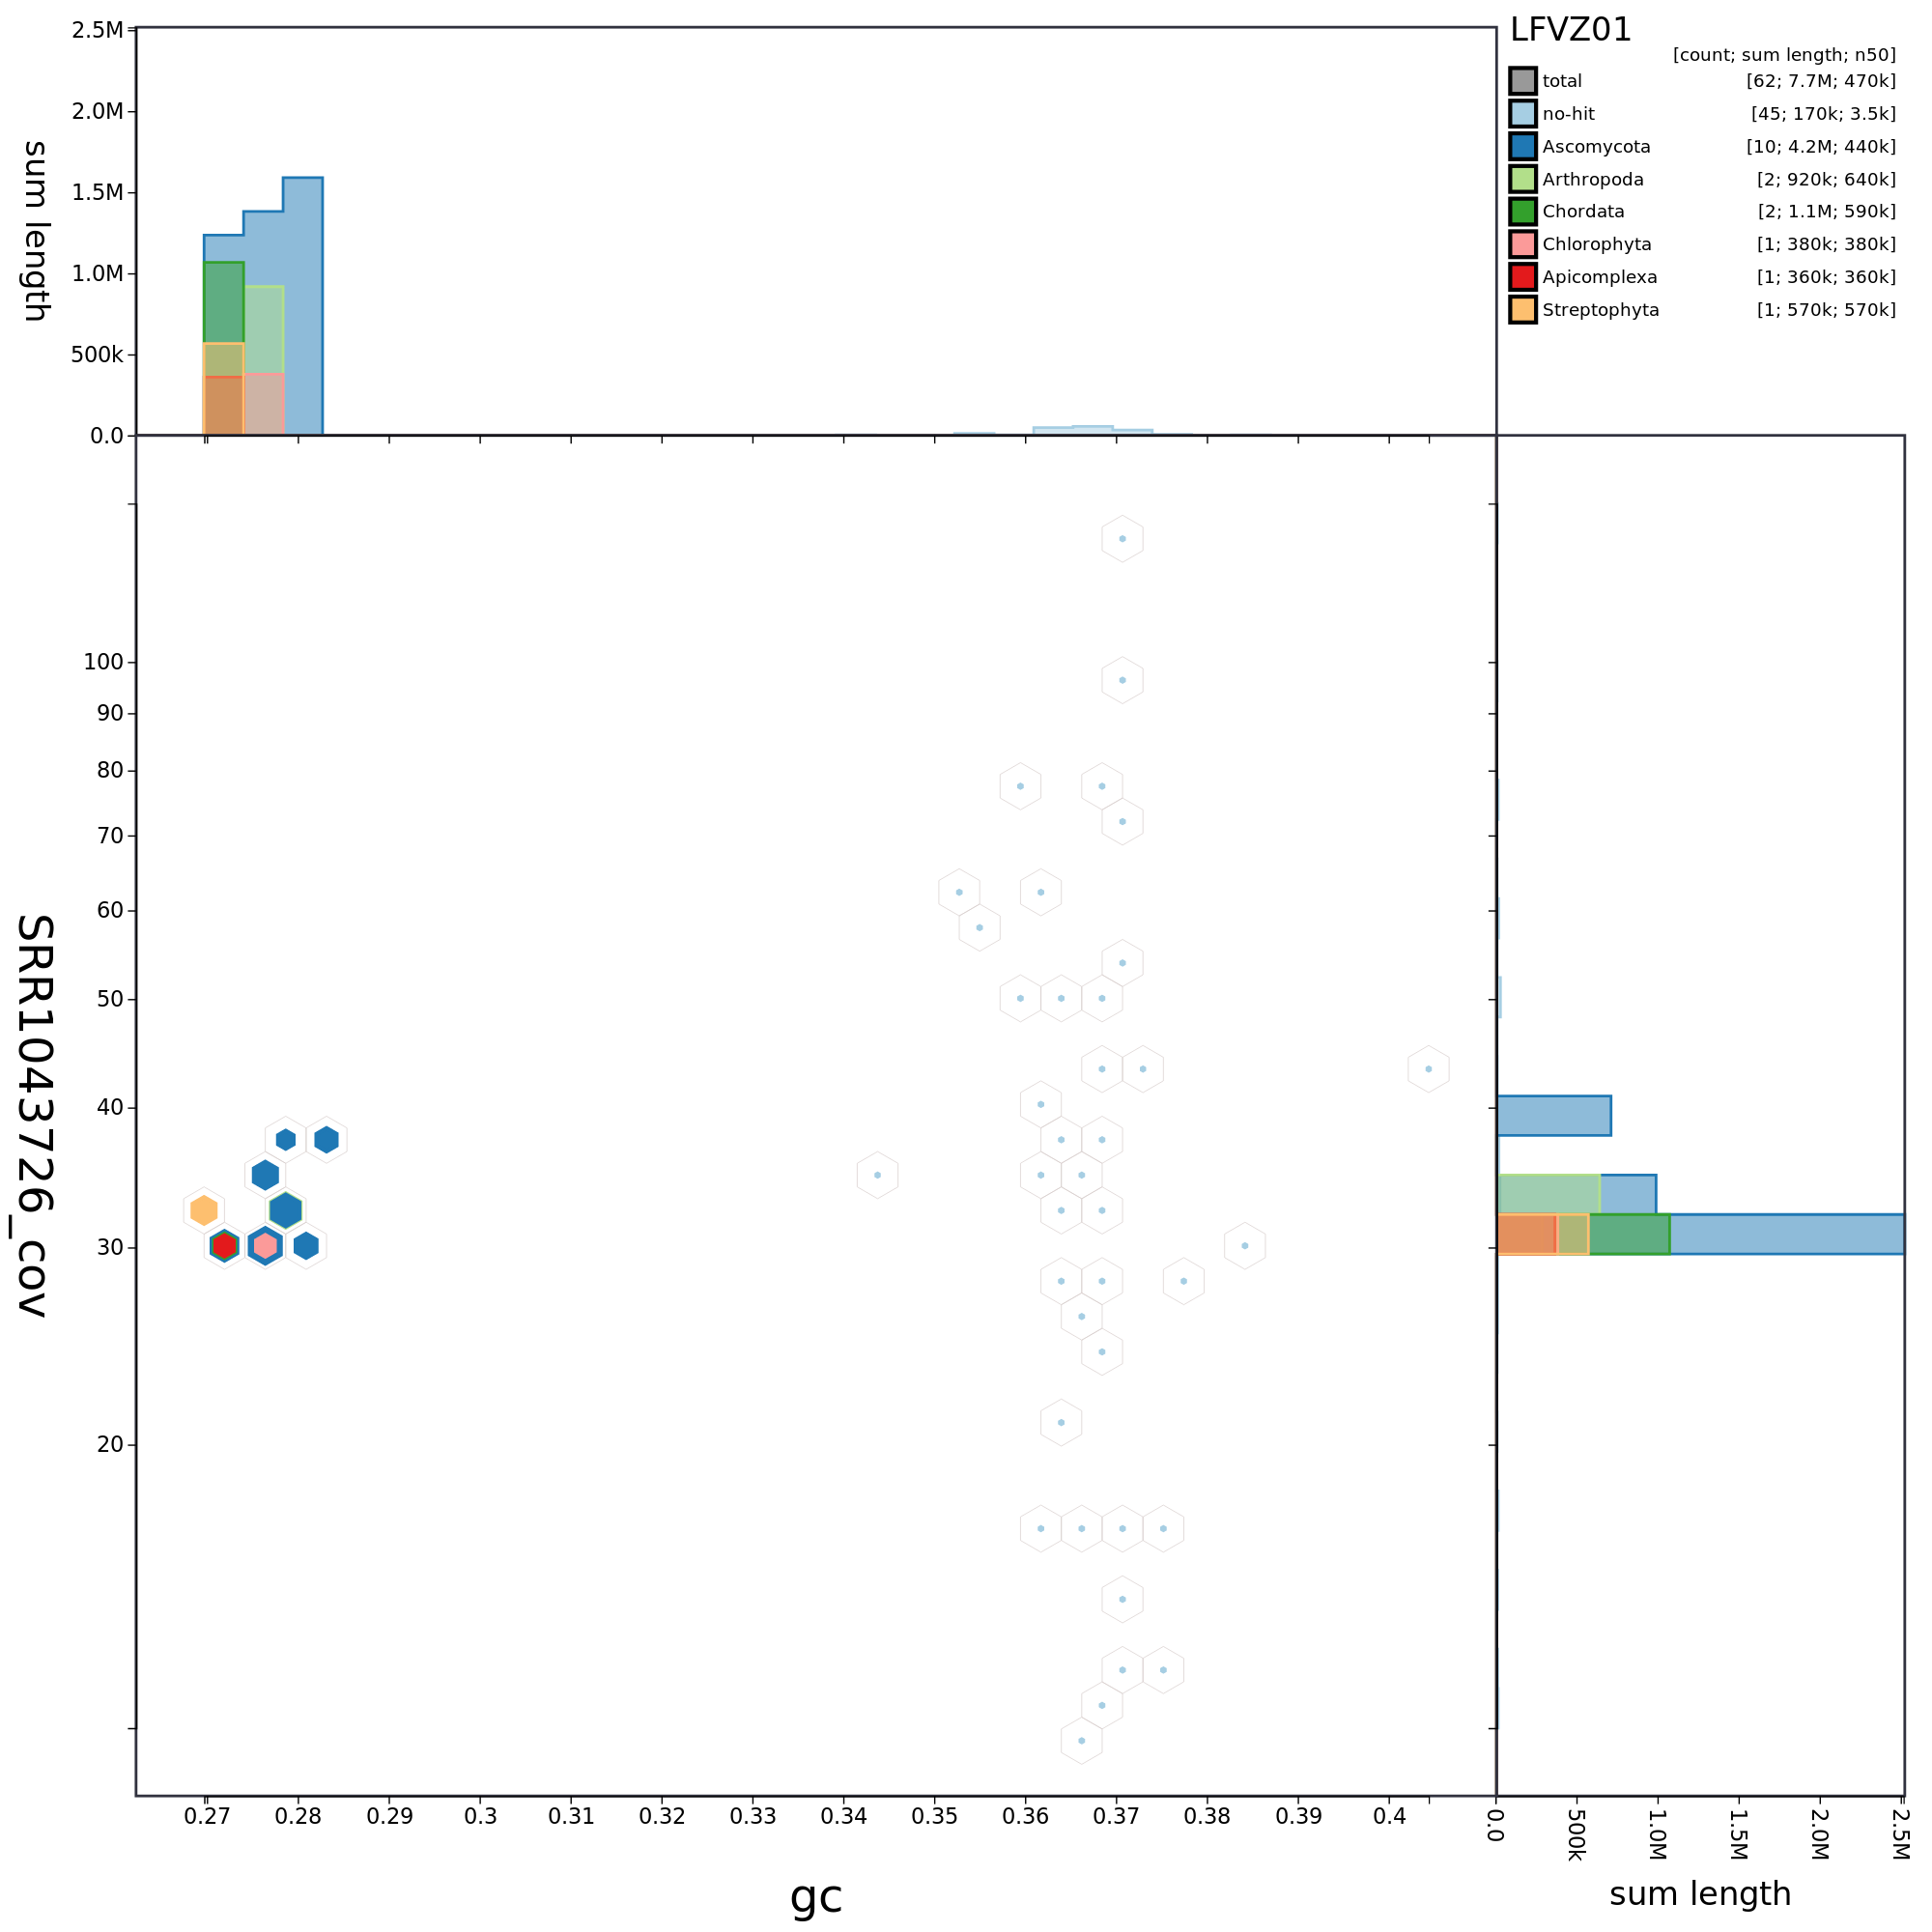 LFVZ01
[count; sum length; n50]
total [62; 7.7M; 470k]
no-hit [45; 170k; 3.5k]
Ascomycota [10; 4.2M; 440k]
Arthropoda [2; 920k; 640k]
Chordata [2; 1.1M; 590k]
Chlorophyta [1; 380k; 380k]
Apicomplexa [1; 360k; 360k]
Streptophyta [1; 570k; 570k]
sum length
2.5M
2.0M
1.5M
1.0M
500k
0.0
SRR1043726_cov
100
90
80
70
60
50
40
30
20
0.27 0.28 0.29 0.3 0.31 0.32 0.33 0.34 0.35 0.36 0.37 0.38 0.39 0.4
gc
0.0 500k 1.0M 1.5M 2.0M 2.5M
sum length